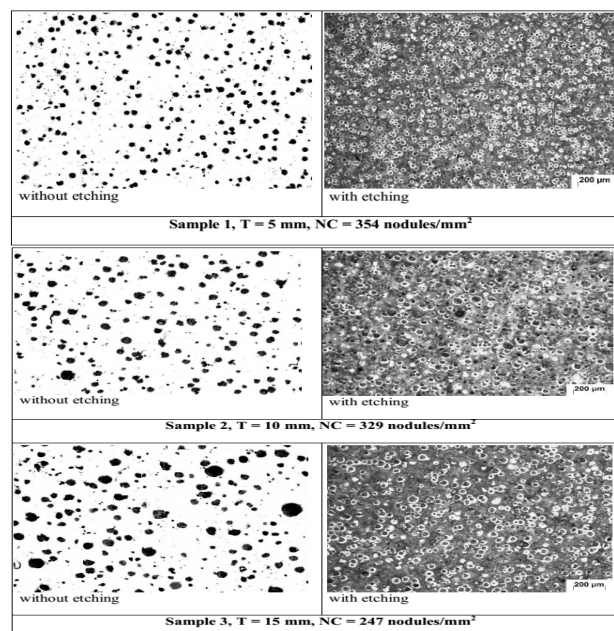 200 µm
without etching with etching
Sample 1, T = 5 mm, NC = 354 nodules/mm²
200 µm
without etching with etching
Sample 2, T = 10 mm, NC = 329 nodules/mm²
200 µm
without etching with etching
Sample 3, T = 15 mm, NC = 247 nodules/mm²